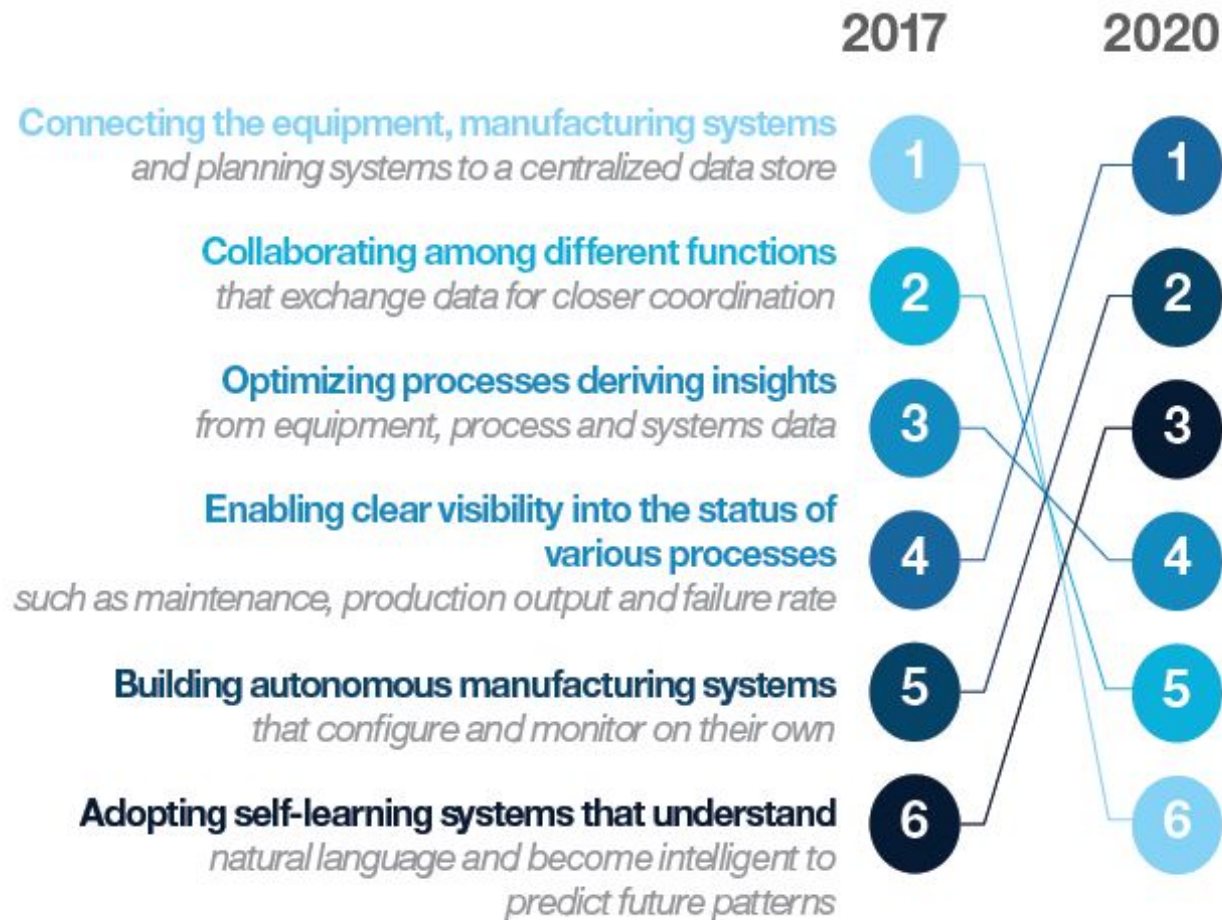 2017 2020
Connecting the equipment, manufacturing systems
and planning systems to a centralized data store
1 1
Collaborating among different functions
that exchange data for closer coordination
2 2
Optimizing processes deriving insights
from equipment, process and systems data
3 3
Enabling clear visibility into the status of
various processes
such as maintenance, production output and failure rate
4 4
Building autonomous manufacturing systems
that configure and monitor on their own
5 5
Adopting self-learning systems that understand
natural language and become intelligent to
predict future patterns
6 6